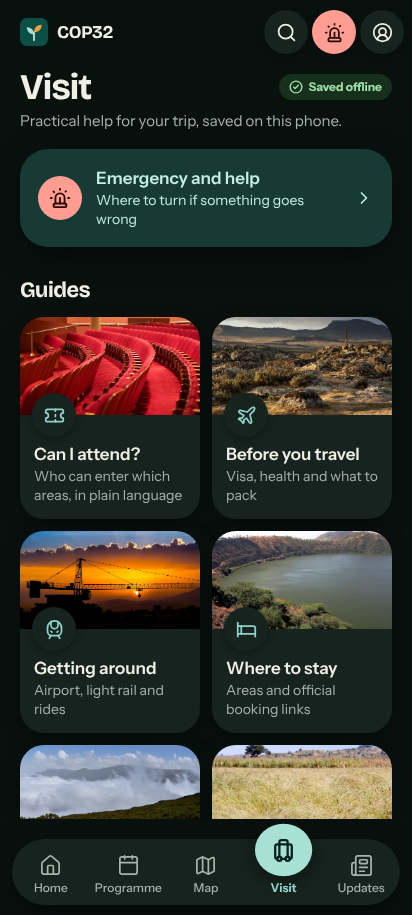 COP32
Visit
Saved offline
Practical help for your trip, saved on this phone.
Emergency and help
Where to turn if something goes
wrong
Guides
Can I attend?
Who can enter which
areas, in plain language
Before you travel
Visa, health and what to
pack
Getting around
Airport, light rail and
rides
Where to stay
Areas and official
booking links
Home
Programme
Map
Visit
Updates